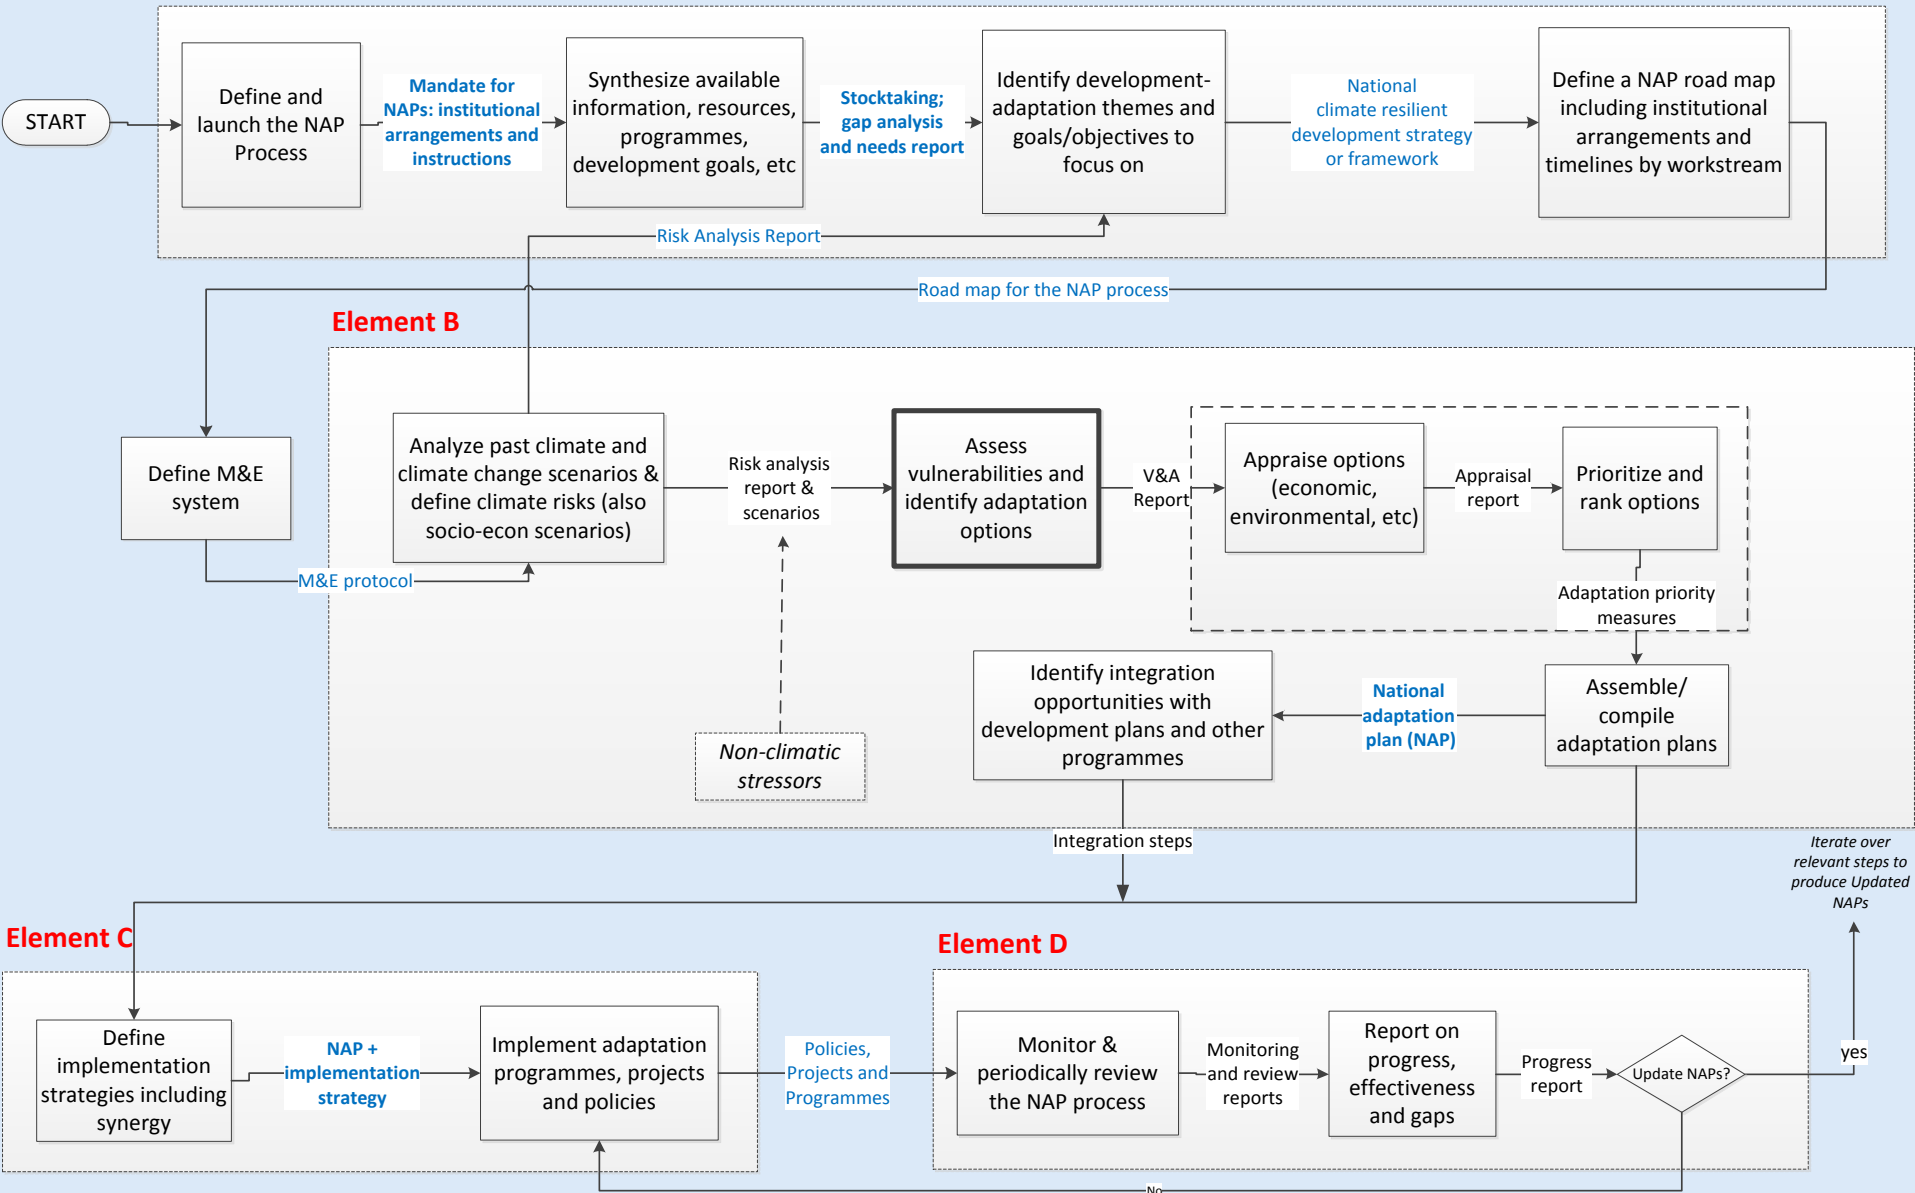 START
Define and
launch the NAP
Process
Mandate for
NAPs: institutional
arrangements and
instructions
Synthesize available
information, resources,
programmes,
development goals, etc
Stocktaking;
gap analysis
and needs report
Identify development-
adaptation themes and
goals/objectives to
focus on
National
climate resilient
development strategy
or framework
Define a NAP road map
including institutional
arrangements and
timelines by workstream
Risk Analysis Report
Road map for the NAP process
Element B
Define M&E
system
M&E protocol
Analyze past climate and
climate change scenarios &
define climate risks (also
socio-econ scenarios)
Risk analysis
report &
scenarios
Assess
vulnerabilities and
identify adaptation
options
V&A
Report
Appraise options
(economic,
environmental, etc)
Appraisal
report
Prioritize and
rank options
Adaptation priority
measures
Non-climatic
stressors
Identify integration
opportunities with
development plans and other
programmes
National
adaptation
plan (NAP)
Assemble/
compile
adaptation plans
Integration steps
Iterate over
relevant steps to
produce Updated
NAPs
Element C
Define
implementation
strategies including
synergy
NAP +
implementation
strategy
Implement adaptation
programmes, projects
and policies
Policies,
Projects and
Programmes
Element D
Monitor &
periodically review
the NAP process
Monitoring
and review
reports
Report on
progress,
effectiveness
and gaps
Progress
report
Update NAPs?
yes
No